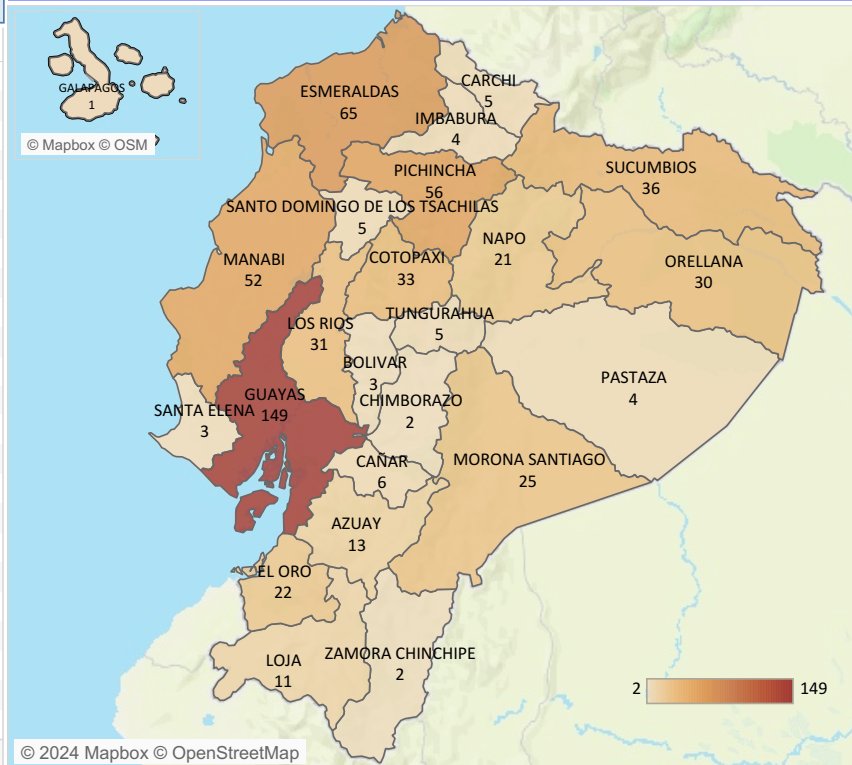 GALAPAGOS
1
© Mapbox © OSM
CARCHI
5
ESMERALDAS
65
IMBABURA
4
PICHINCHA
56
SUCUMBIOS
36
SANTO DOMINGO DE LOS TSACHILAS
5
NAPO
21
MANABI
52
COTOPAXI
33
ORELLANA
30
TUNGURAHUA
5
LOS RIOS
31
BOLIVAR
3
PASTAZA
4
GUAYAS
149
CHIMBORAZO
2
SANTA ELENA
3
CAÑAR
6
MORONA SANTIAGO
25
AZUAY
13
EL ORO
22
LOJA
11
ZAMORA CHINCHIPE
2
2 149
© 2024 Mapbox © OpenStreetMap